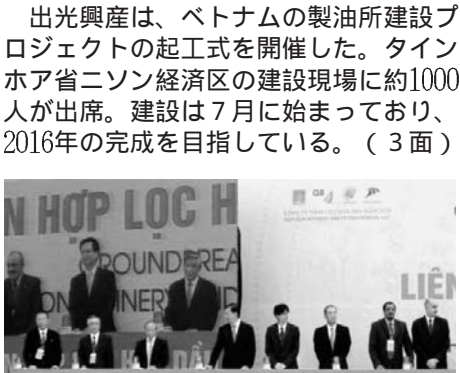 出光興産は、ベトナムの製油所建設プ
ロジェクトの起工式を開催した。タイン
ホア省ニソン経済区の建設現場に約1000
人が出席。建設は７月に始まっており、
2016年の完成を目指している。（３面）
N HỢP LỌC H
GROUNDBREA
LIÊN